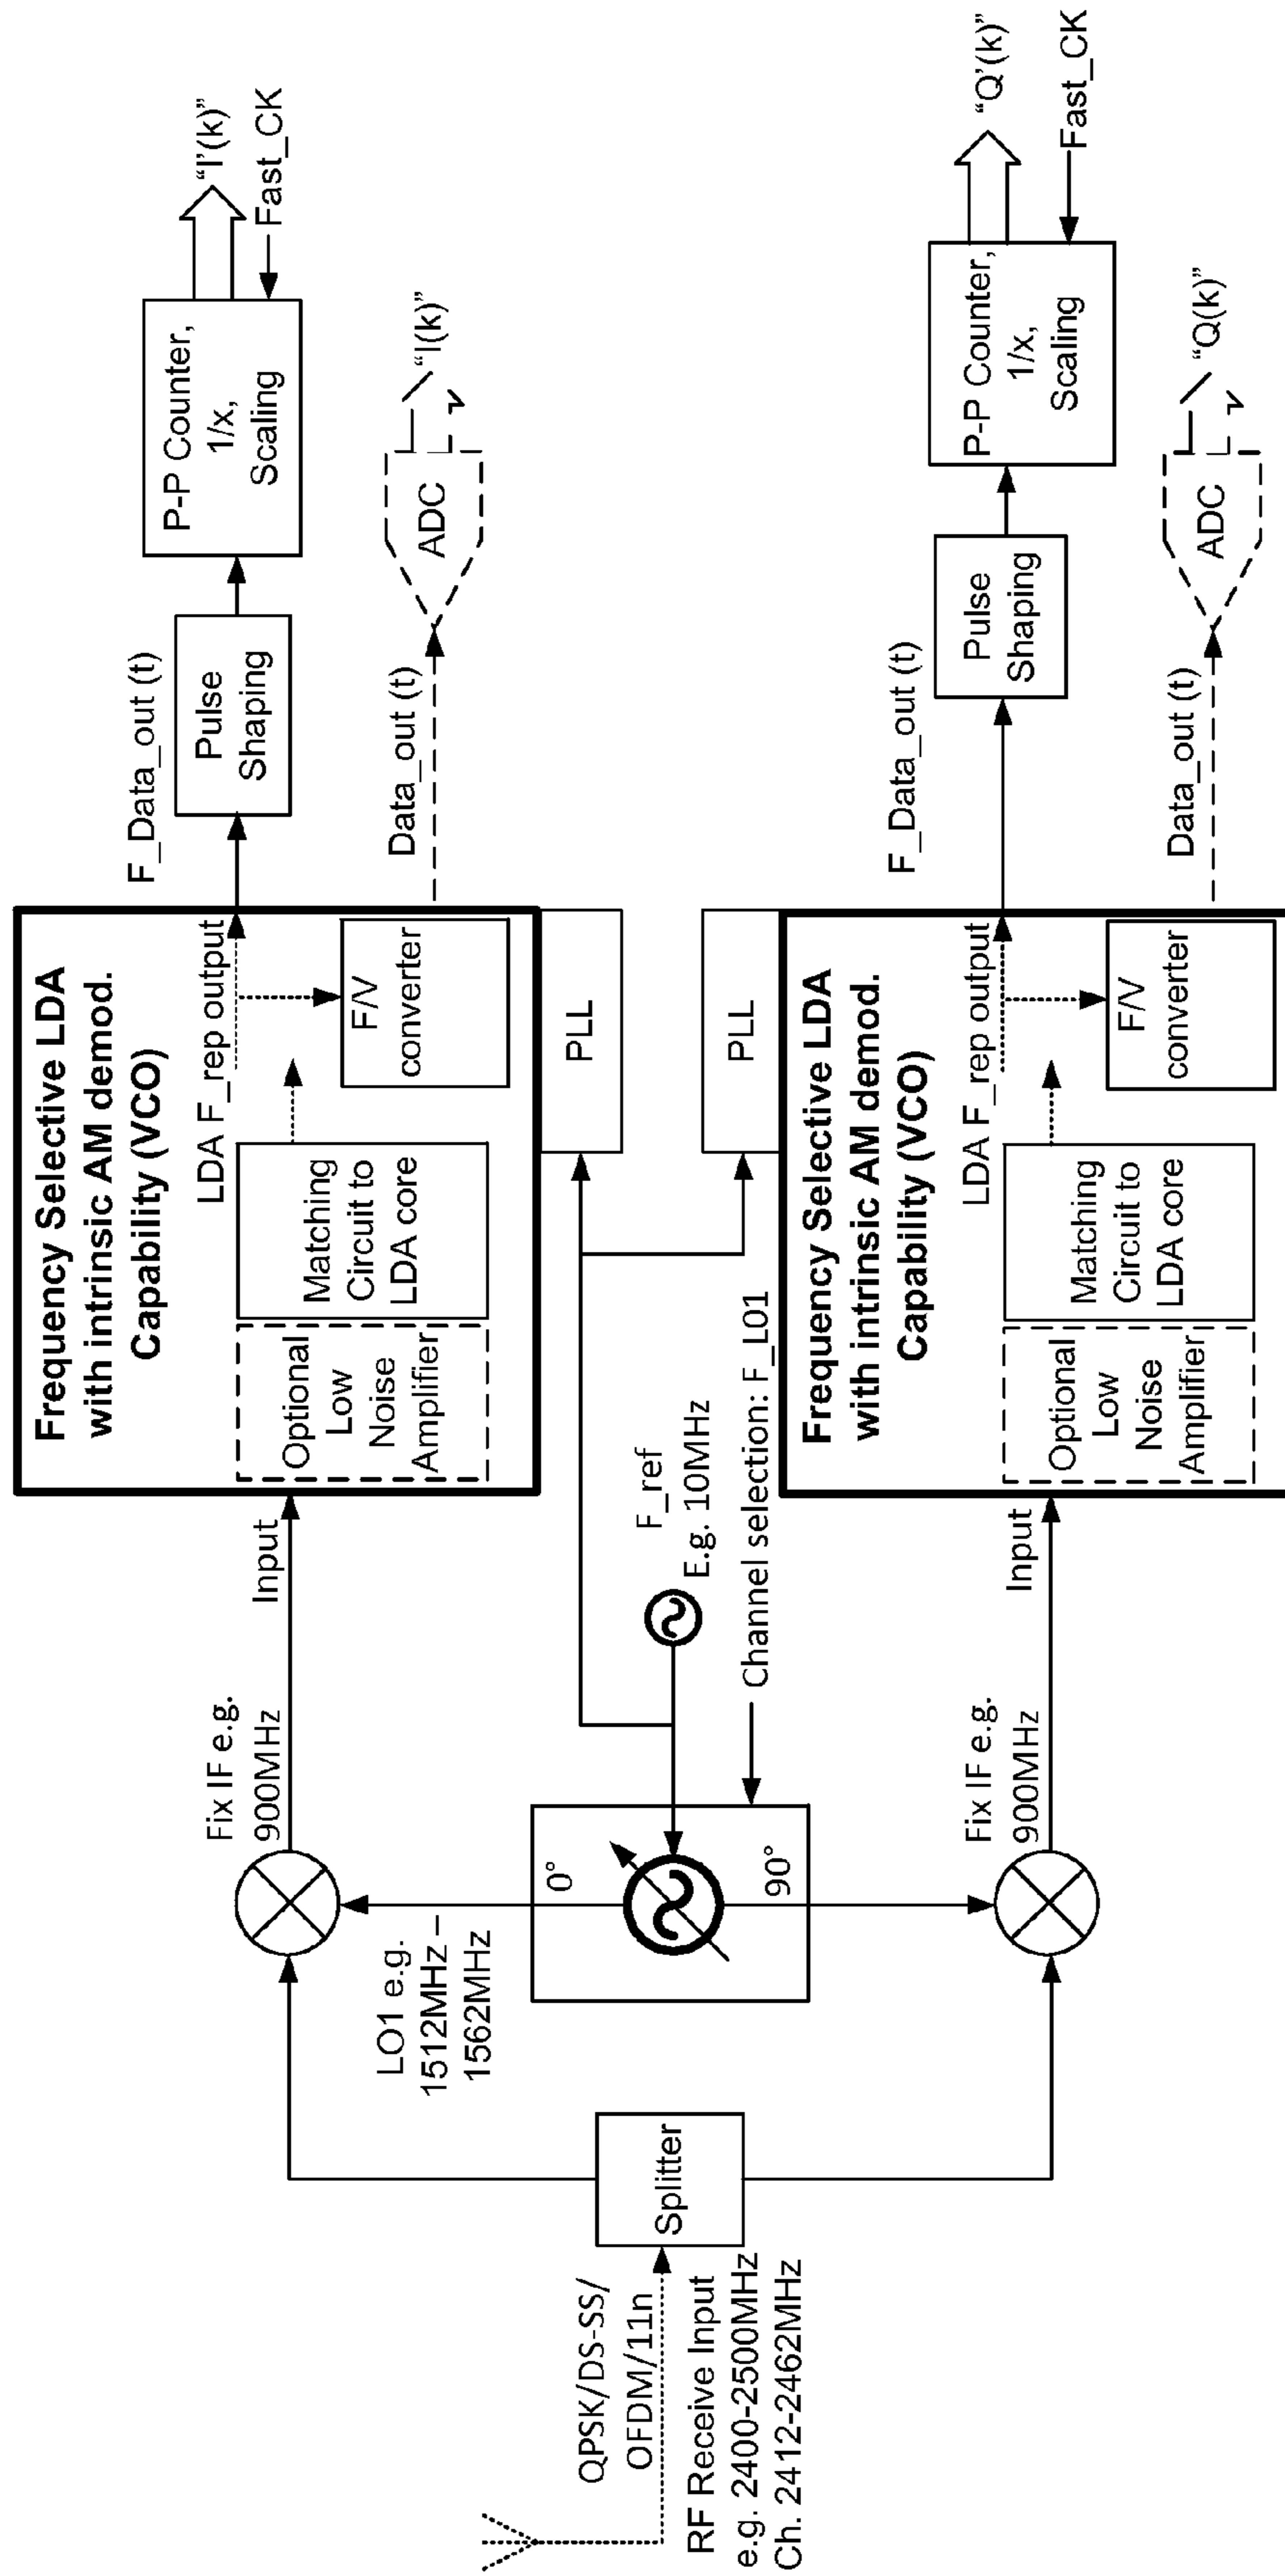 QPSK/DS-SS/
OFDM/11n
RF Receive Input
e.g. 2400-2500MHz
Ch. 2412-2462MHz
Splitter
LO1 e.g.
1512MHz –
1562MHz
0°
90°
Fix IF e.g.
900MHz
Fix IF e.g.
900MHz
F_ref
E.g. 10MHz
Channel selection: F_L01
Input
Frequency Selective LDA
with intrinsic AM demod.
Capability (VCO)
LDA F_rep output
Optional
Low
Noise
Amplifier
Matching
Circuit to
LDA core
F/V
converter
PLL
F_Data_out (t)
Pulse
Shaping
P-P Counter,
1/x,
Scaling
"I'(k)"
Fast_CK
Data_out (t)
ADC
"I(k)"
PLL
Input
Frequency Selective LDA
with intrinsic AM demod.
Capability (VCO)
LDA F_rep output
Optional
Low
Noise
Amplifier
Matching
Circuit to
LDA core
F/V
converter
F_Data_out (t)
Pulse
Shaping
P-P Counter,
1/x,
Scaling
"Q'(k)"
Fast_CK
Data_out (t)
ADC
"Q(k)"